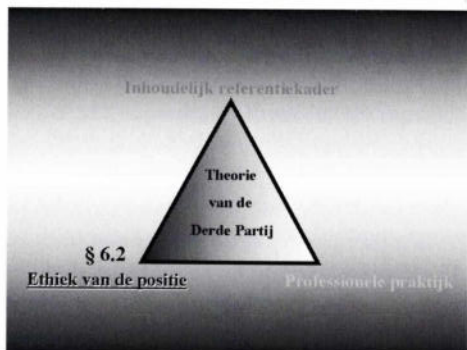 Inhoudelijk referentiekader
Theorie
van de
Derde Partij
§ 6.2
Ethiek van de positie
Professionele praktijk